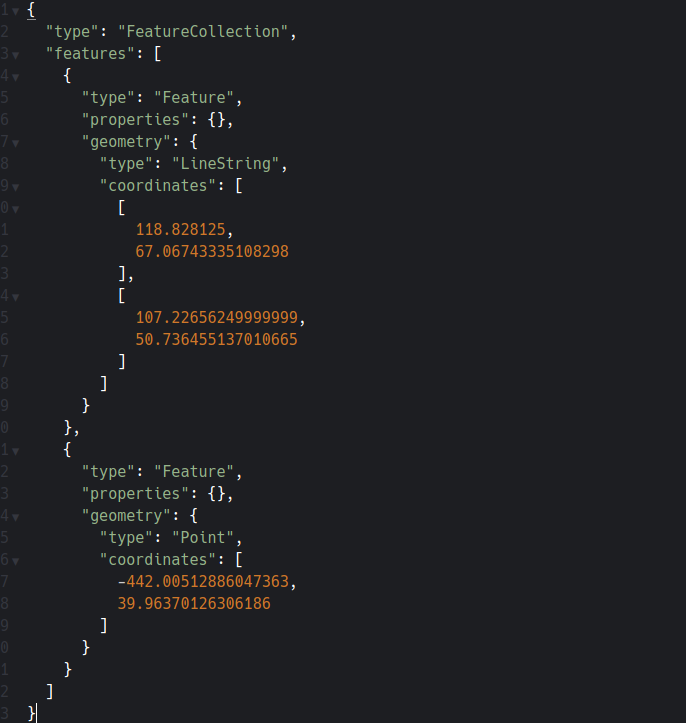 1 {
2   "type": "FeatureCollection",
3   "features": [
4     {
5       "type": "Feature",
6       "properties": {},
7       "geometry": {
8         "type": "LineString",
9         "coordinates": [
0           [
1             118.828125,
2             67.06743335108298
3           ],
4           [
5             107.22656249999999,
6             50.736455137010665
7           ]
8         ]
9       }
0     },
1     {
2       "type": "Feature",
3       "properties": {},
4       "geometry": {
5         "type": "Point",
6         "coordinates": [
7           -442.00512886047363,
8           39.96370126306186
9         ]
0       }
1     }
2   ]
3 }